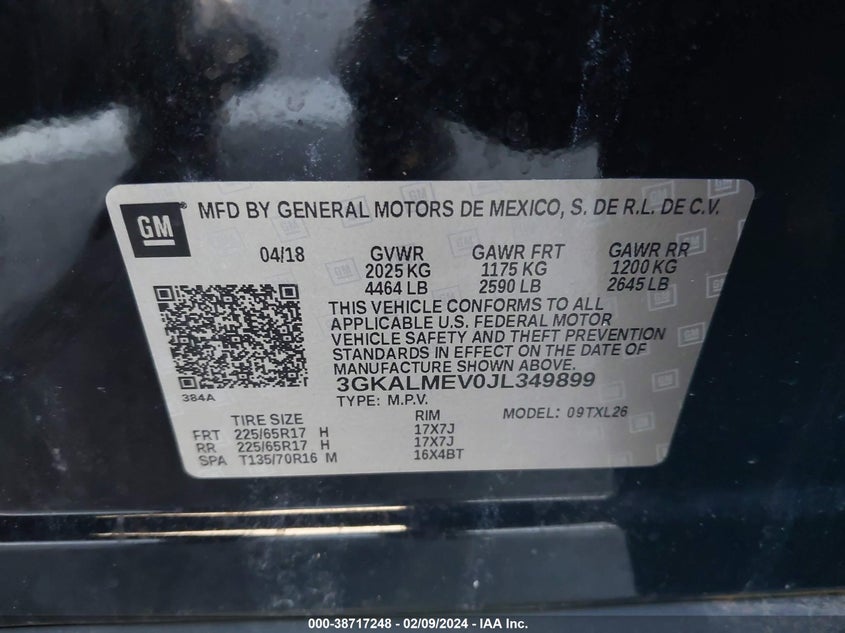 GM MFD BY GENERAL MOTORS DE MEXICO, S. DE R.L. DE C.V.
04/18 GVWR GAWR FRT GAWR RR
2025 KG 1175 KG 1200 KG
4464 LB 2590 LB 2645 LB
THIS VEHICLE CONFORMS TO ALL
APPLICABLE U.S. FEDERAL MOTOR
VEHICLE SAFETY AND THEFT PREVENTION
STANDARDS IN EFFECT ON THE DATE OF
MANUFACTURE SHOWN ABOVE.
384A 3GKALMEV0JL349899
TYPE: M.P.V. MODEL: 09TXL26
TIRE SIZE RIM
FRT 225/65R17 H 17X7J
RR 225/65R17 H 17X7J
SPA T135/70R16 M 16X4BT
000-38717248 - 02/09/2024 - IAA Inc.